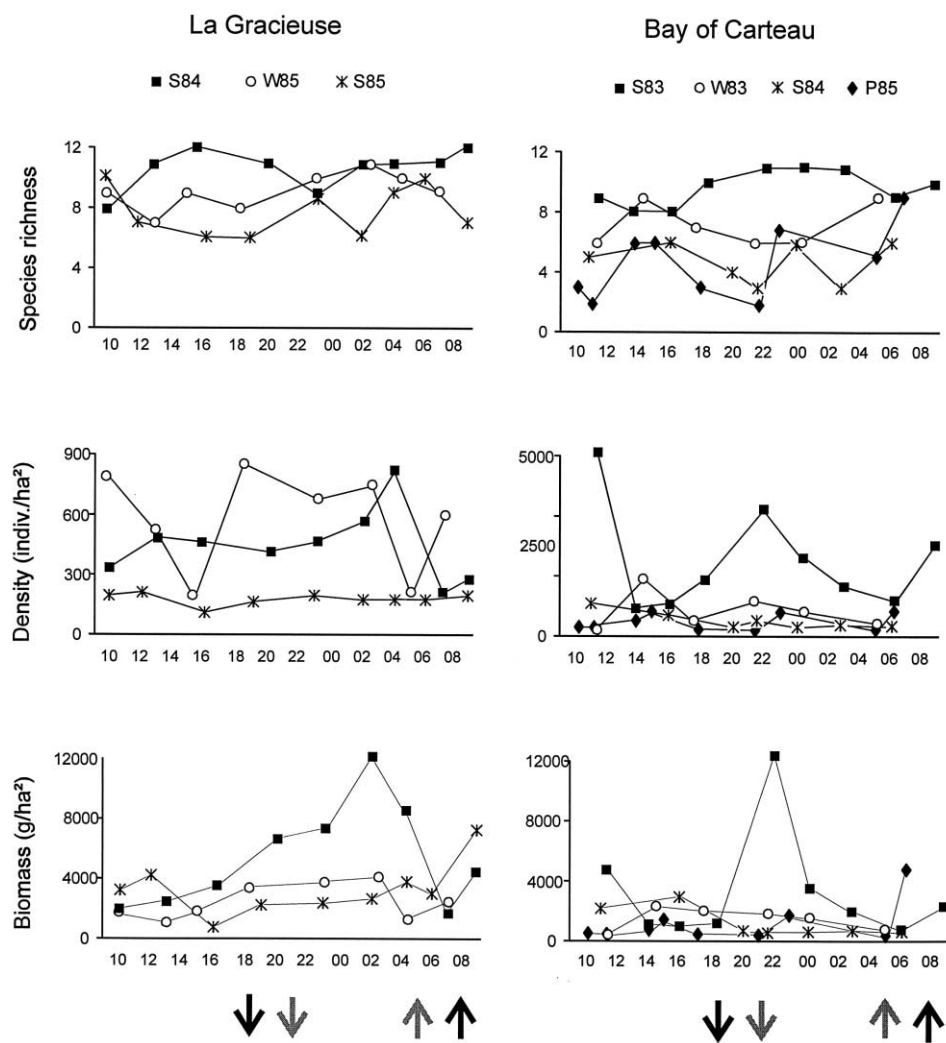 La Gracieuse
Bay of Carteau
S84 W85 S85
S83 W83 S84 P85
Species richness
12
8
4
0
10 12 14 16 20 22 00 02 04 06 08
12
8
4
0
10 12 14 16 18 20 22 00 02 04 06 08
Density (indiv./ha²)
900
600
300
0
10 12 14 16 18 20 22 00 02 04 06 08
5000
2500
0
10 12 14 16 18 20 22 00 02 04 06 08
Biomass (g/ha²)
12000
8000
4000
0
10 12 14 16 18 20 22 00 02 04 06 08
12000
8000
4000
0
10 12 14 16 18 20 22 00 02 04 06 08